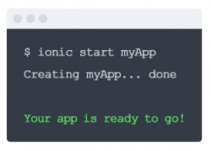 $ ionic start myApp
Creating myApp... done
Your app is ready to go!